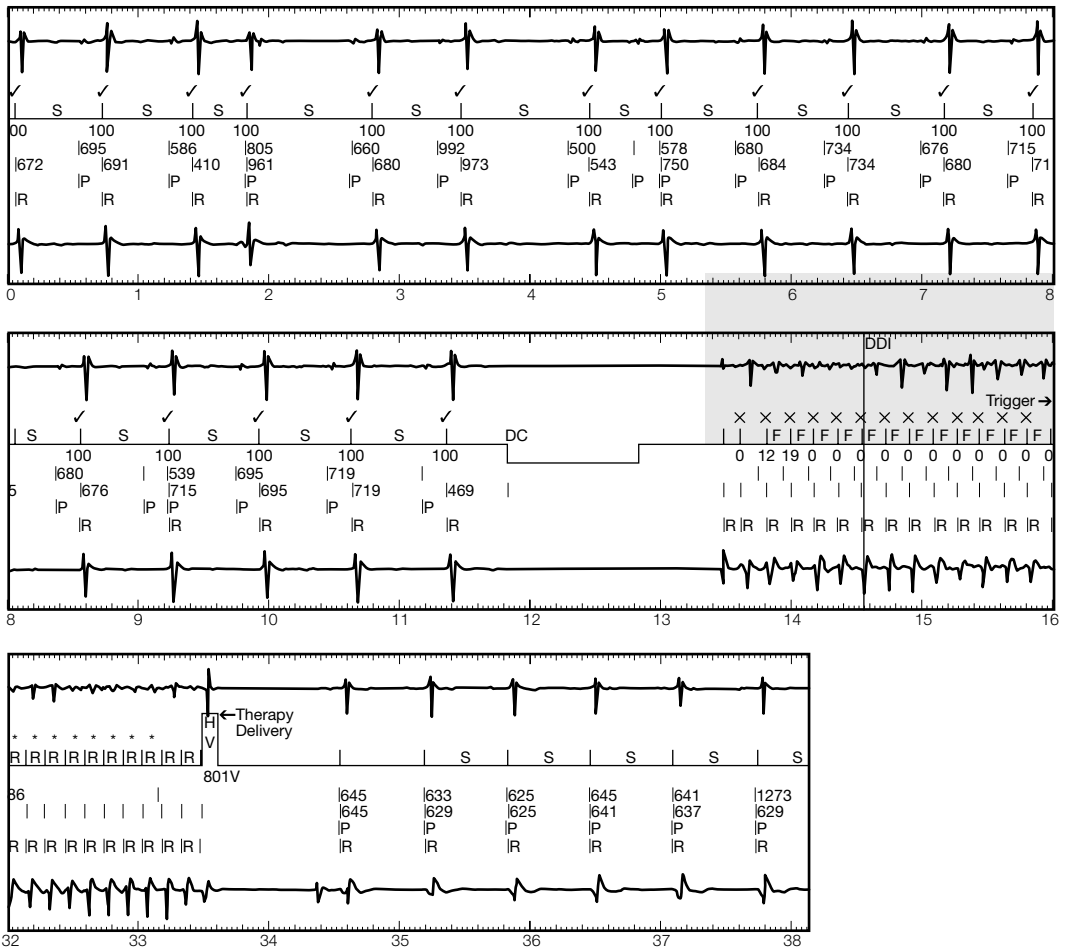 ✓ ✓ ✓ ✓ ✓ ✓ ✓ ✓ ✓ ✓ ✓ ✓
S S S S S S S S S S S
00 100 100 100 100 100 100 100 100 100 100 100
695 586 805 660 992 500 578 680 734 676 715
672 691 410 961 680 973 543 750 684 734 680 71
P P P P P P P P P P P P
R R R R R R R R R R R
0 1 2 3 4 5 6 7 8
DDI
Trigger →
✓ ✓ ✓ ✓ ✓ × × × × × × × × × × × × ×
S S S S S DC F F F F F F F F F F F F
100 100 100 100 100 0 12 19 0 0 0 0 0 0 0 0 0 0 0
680 539 695 719
5 676 715 695 719 469
P P P P P P
R R R R R R R R R R R R R R R R R R R
8 9 10 11 12 13 14 15 16
* * * * * * * *
← Therapy
Delivery
H
V
R R R R R R R R R R S S S S S S
801V
86 645 633 625 645 641 1273
645 629 625 641 637 629
P P P P P P
R R R R R R R R R R R R R R R R
32 33 34 35 36 37 38